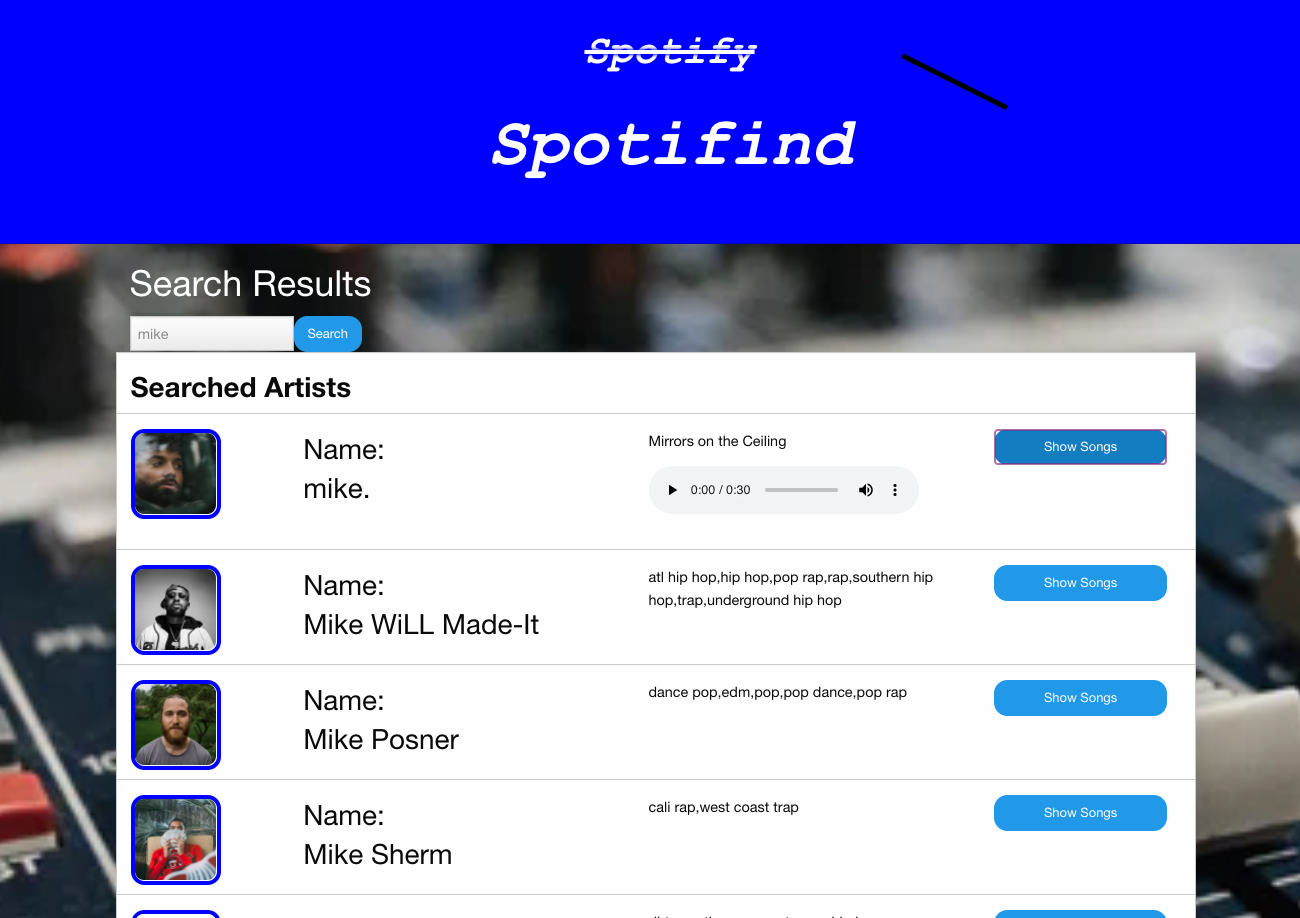 Spotify
Spotifind
Search Results
mike
Search
Searched Artists
Name:
mike.
Mirrors on the Ceiling
0:00 / 0:30
Show Songs
Name:
Mike WiLL Made-It
atl hip hop,hip hop,pop rap,rap,southern hip
hop,trap,underground hip hop
Show Songs
Name:
Mike Posner
dance pop,edm,pop,pop dance,pop rap
Show Songs
Name:
Mike Sherm
cali rap,west coast trap
Show Songs